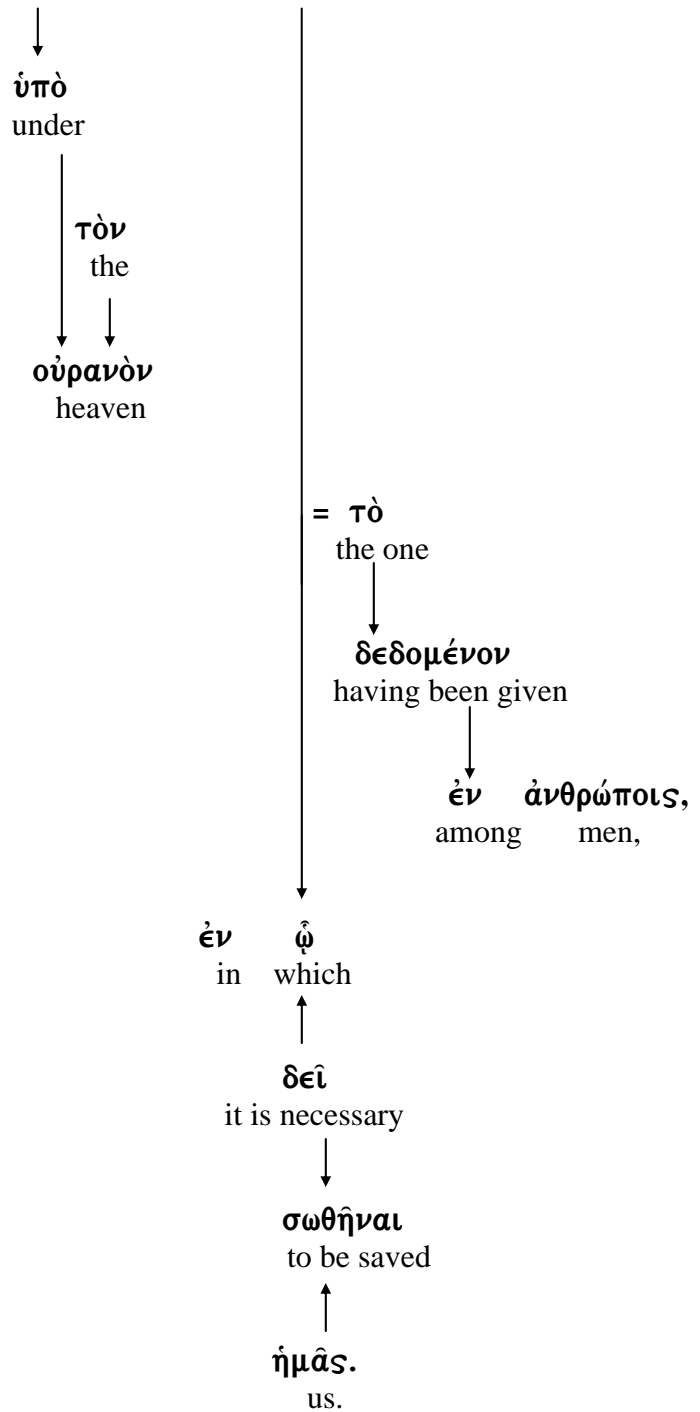 ὑπὸ
under
τὸν
the
οὐρανὸν
heaven
= τὸ
the one
δεδομένον
having been given
ἐν ἀνθρώποις,
among men,
ἐν ᾧ
in which
δεῖ
it is necessary
σωθῆναι
to be saved
ἡμᾶς.
us.